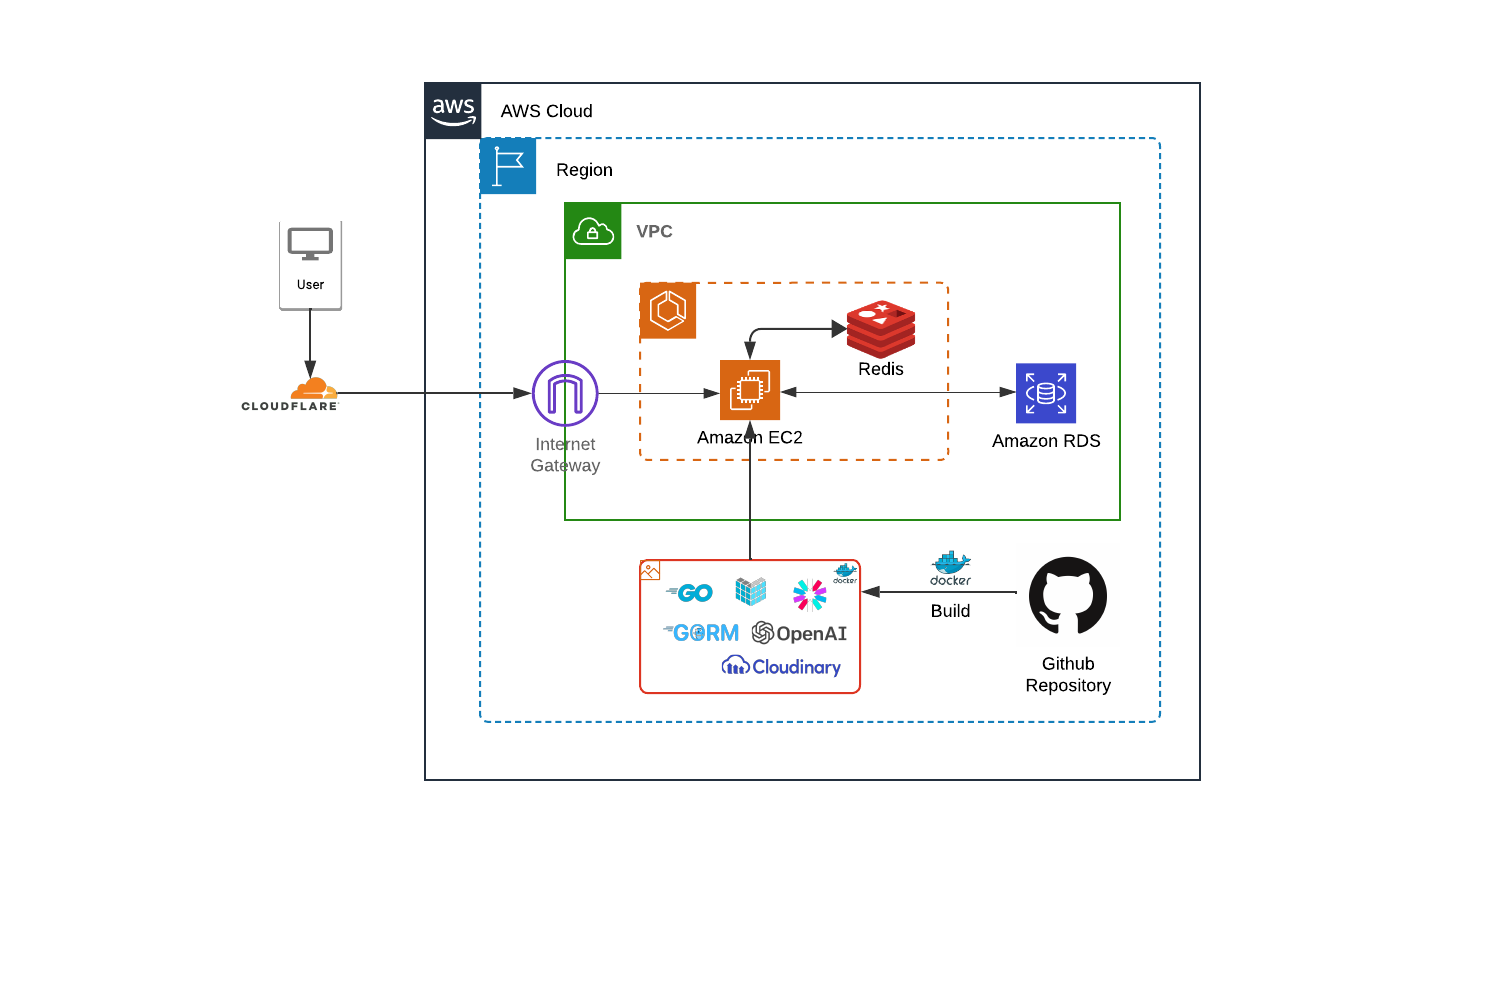 aws
AWS Cloud
Region
VPC
User
CLOUDFLARE
Redis
Amazon EC2
Amazon RDS
Internet
Gateway
docker
docker
GO
Build
GORM
OpenAI
Cloudinary
Github
Repository